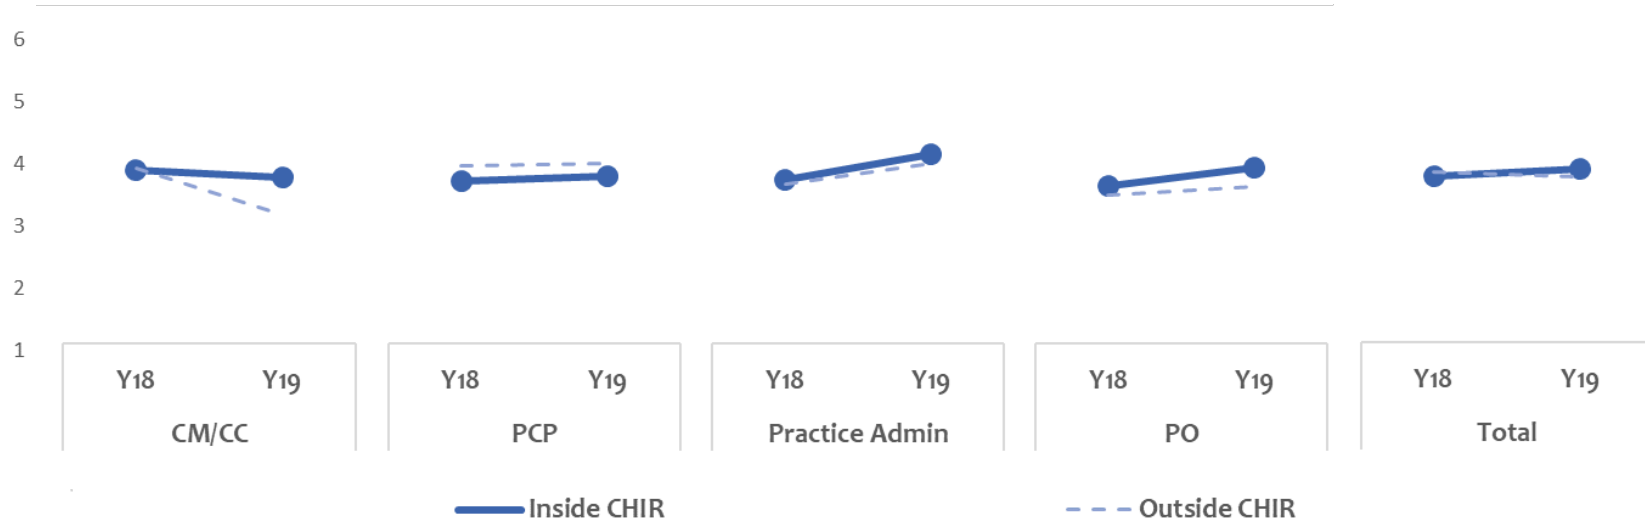 6
5
4
3
2
1
Y18 Y19 Y18 Y19 Y18 Y19 Y18 Y19 Y18 Y19
CM/CC PCP Practice Admin PO Total
Inside CHIR Outside CHIR